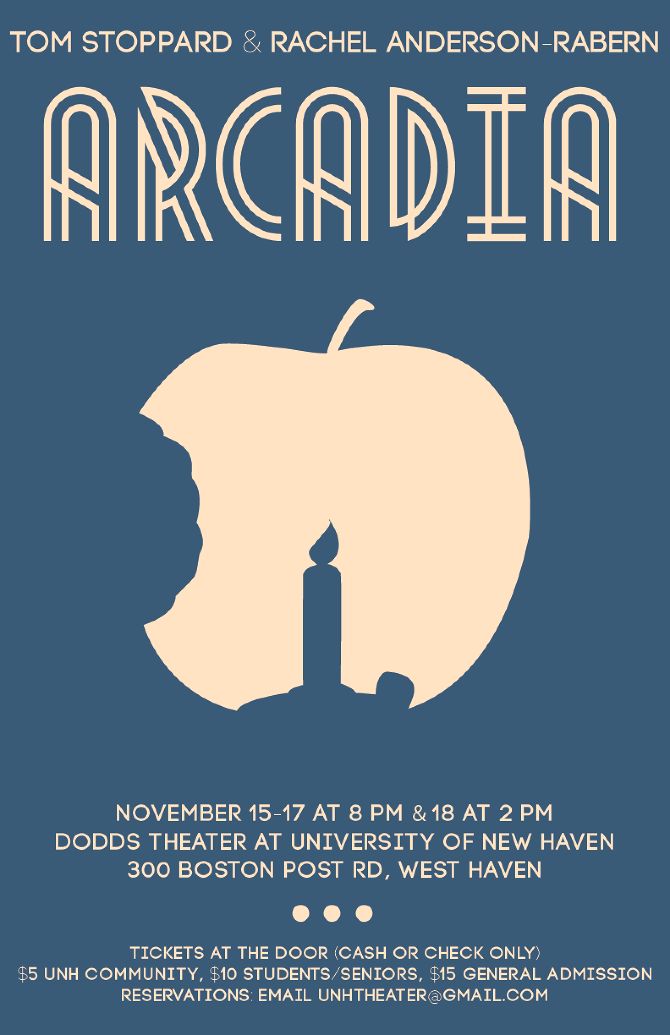 TOM STOPPARD & RACHEL ANDERSON-RABERN
ARCADIA
NOVEMBER 15-17 AT 8 PM & 18 AT 2 PM
DODDS THEATER AT UNIVERSITY OF NEW HAVEN
300 BOSTON POST RD, WEST HAVEN
TICKETS AT THE DOOR (CASH OR CHECK ONLY)
$5 UNH COMMUNITY, $10 STUDENTS/SENIORS, $15 GENERAL ADMISSION
RESERVATIONS: EMAIL UNHTHEATER@GMAIL.COM